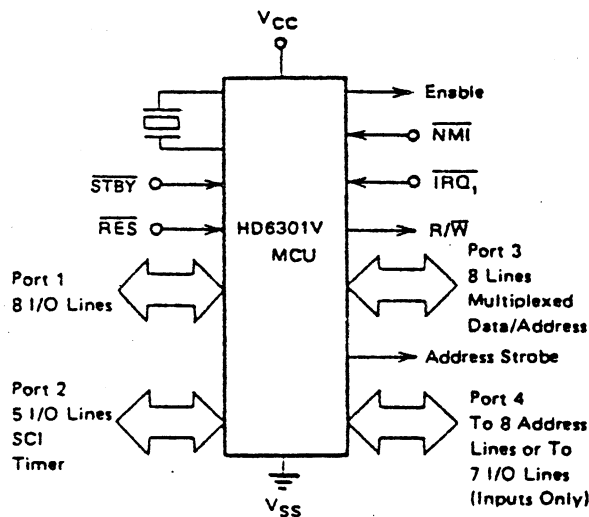 VCC
Enable
NMI
STBY
IRQ1
RES
HD6301V
MCU
R/W
Port 1
8 I/O Lines
Port 3
8 Lines
Multiplexed
Data/Address
Address Strobe
Port 2
5 I/O Lines
SCI
Timer
Port 4
To 8 Address
Lines or To
7 I/O Lines
(Inputs Only)
VSS